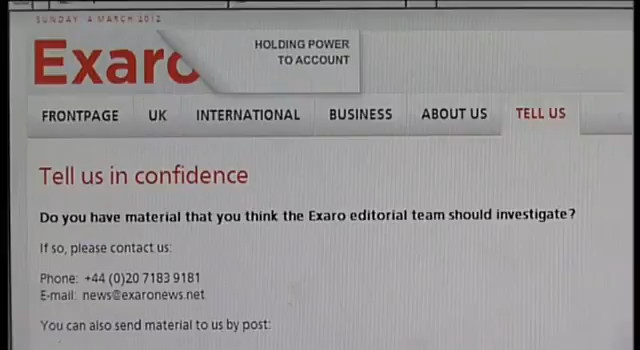 SUNDAY, 4 MARCH 2012
Exaro
HOLDING POWER
TO ACCOUNT
FRONTPAGE UK INTERNATIONAL BUSINESS ABOUT US TELL US
Tell us in confidence
Do you have material that you think the Exaro editorial team should investigate?
If so, please contact us:
Phone: +44 (0)20 7183 9181
E-mail: news@exaronews.net
You can also send material to us by post: